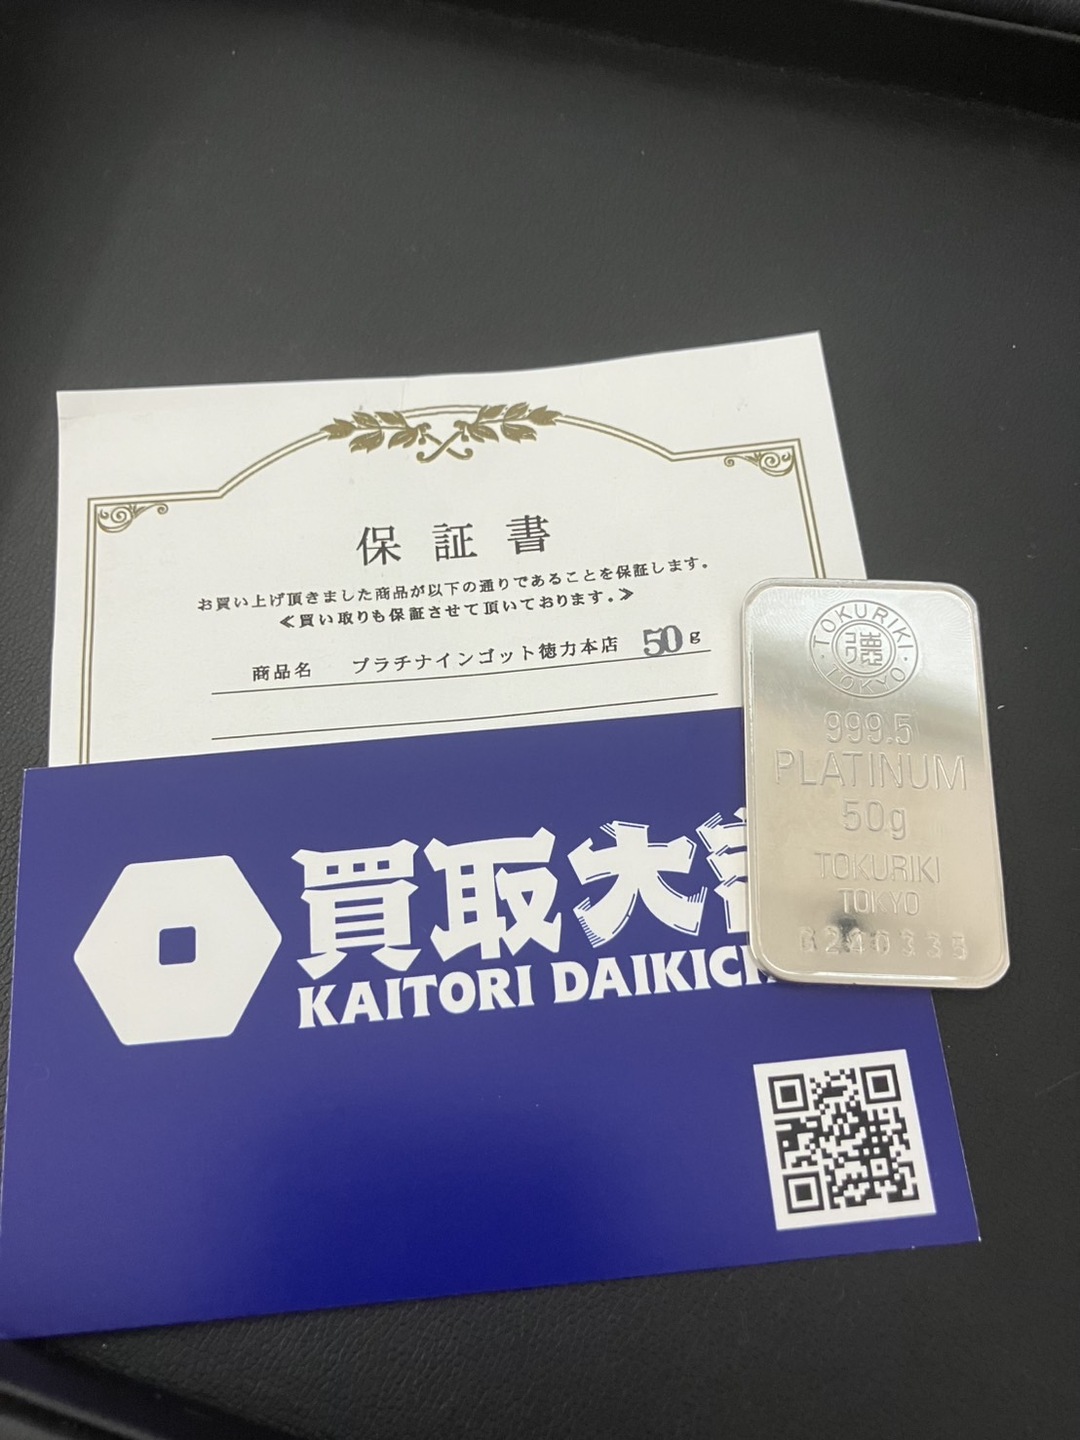 保証書
お買い上げ頂きました商品が以下の通りであることを保証します。
≪買い取りも保証させて頂いております。≫
商品名 プラチナインゴット徳力本店 50g
買取大吉
KAITORI DAIKICH
TOKURIKI
徳
TOKYO
999.5
PLATINUM
50g
TOKURIKI
TOKYO